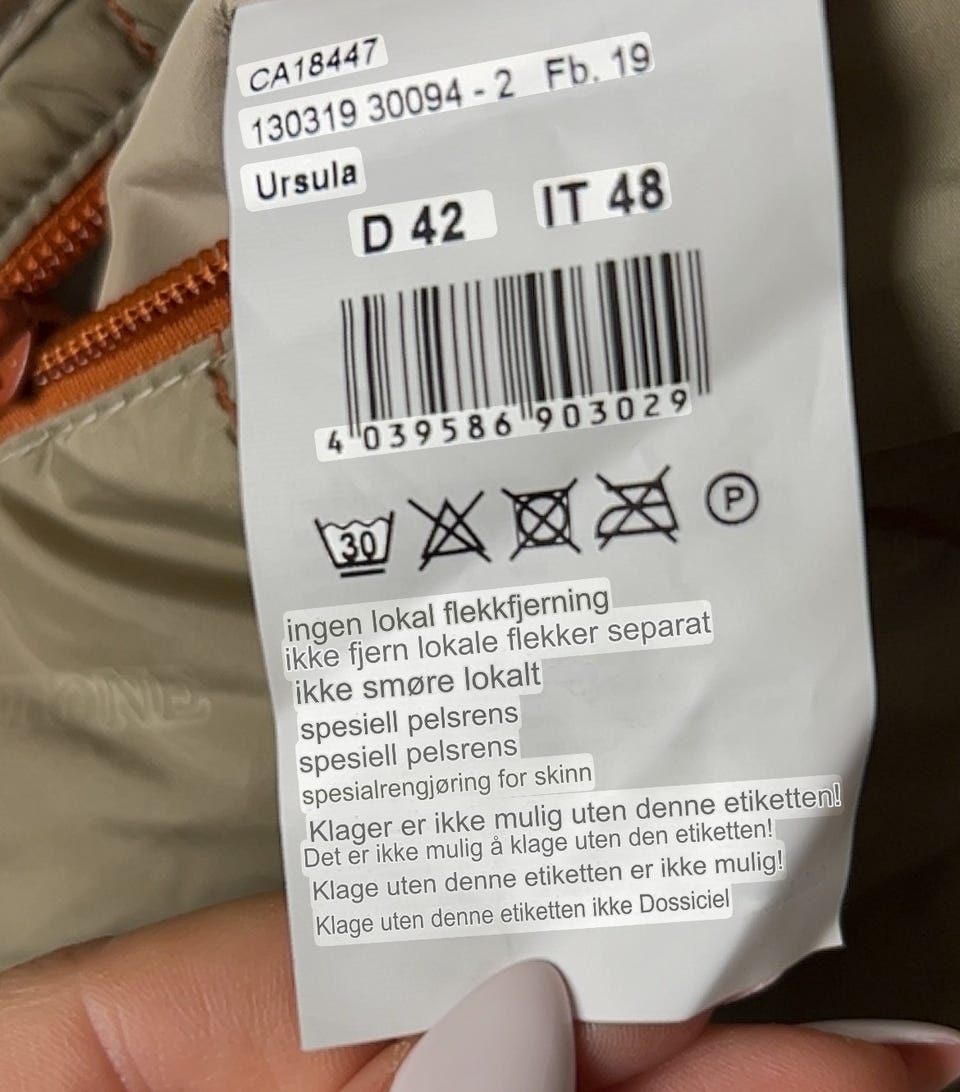 CA18447
130319 30094 - 2 Fb. 19
Ursula
D 42 IT 48
4 039586 903029
30 P
ingen lokal flekkfjerning
ikke fjern lokale flekker separat
ikke smøre lokalt
spesiell pelsrens
spesiell pelsrens
spesialrengjøring for skinn
Klager er ikke mulig uten denne etiketten!
Det er ikke mulig å klage uten den etiketten!
Klage uten denne etiketten er ikke mulig!
Klage uten denne etiketten ikke Dossiciel